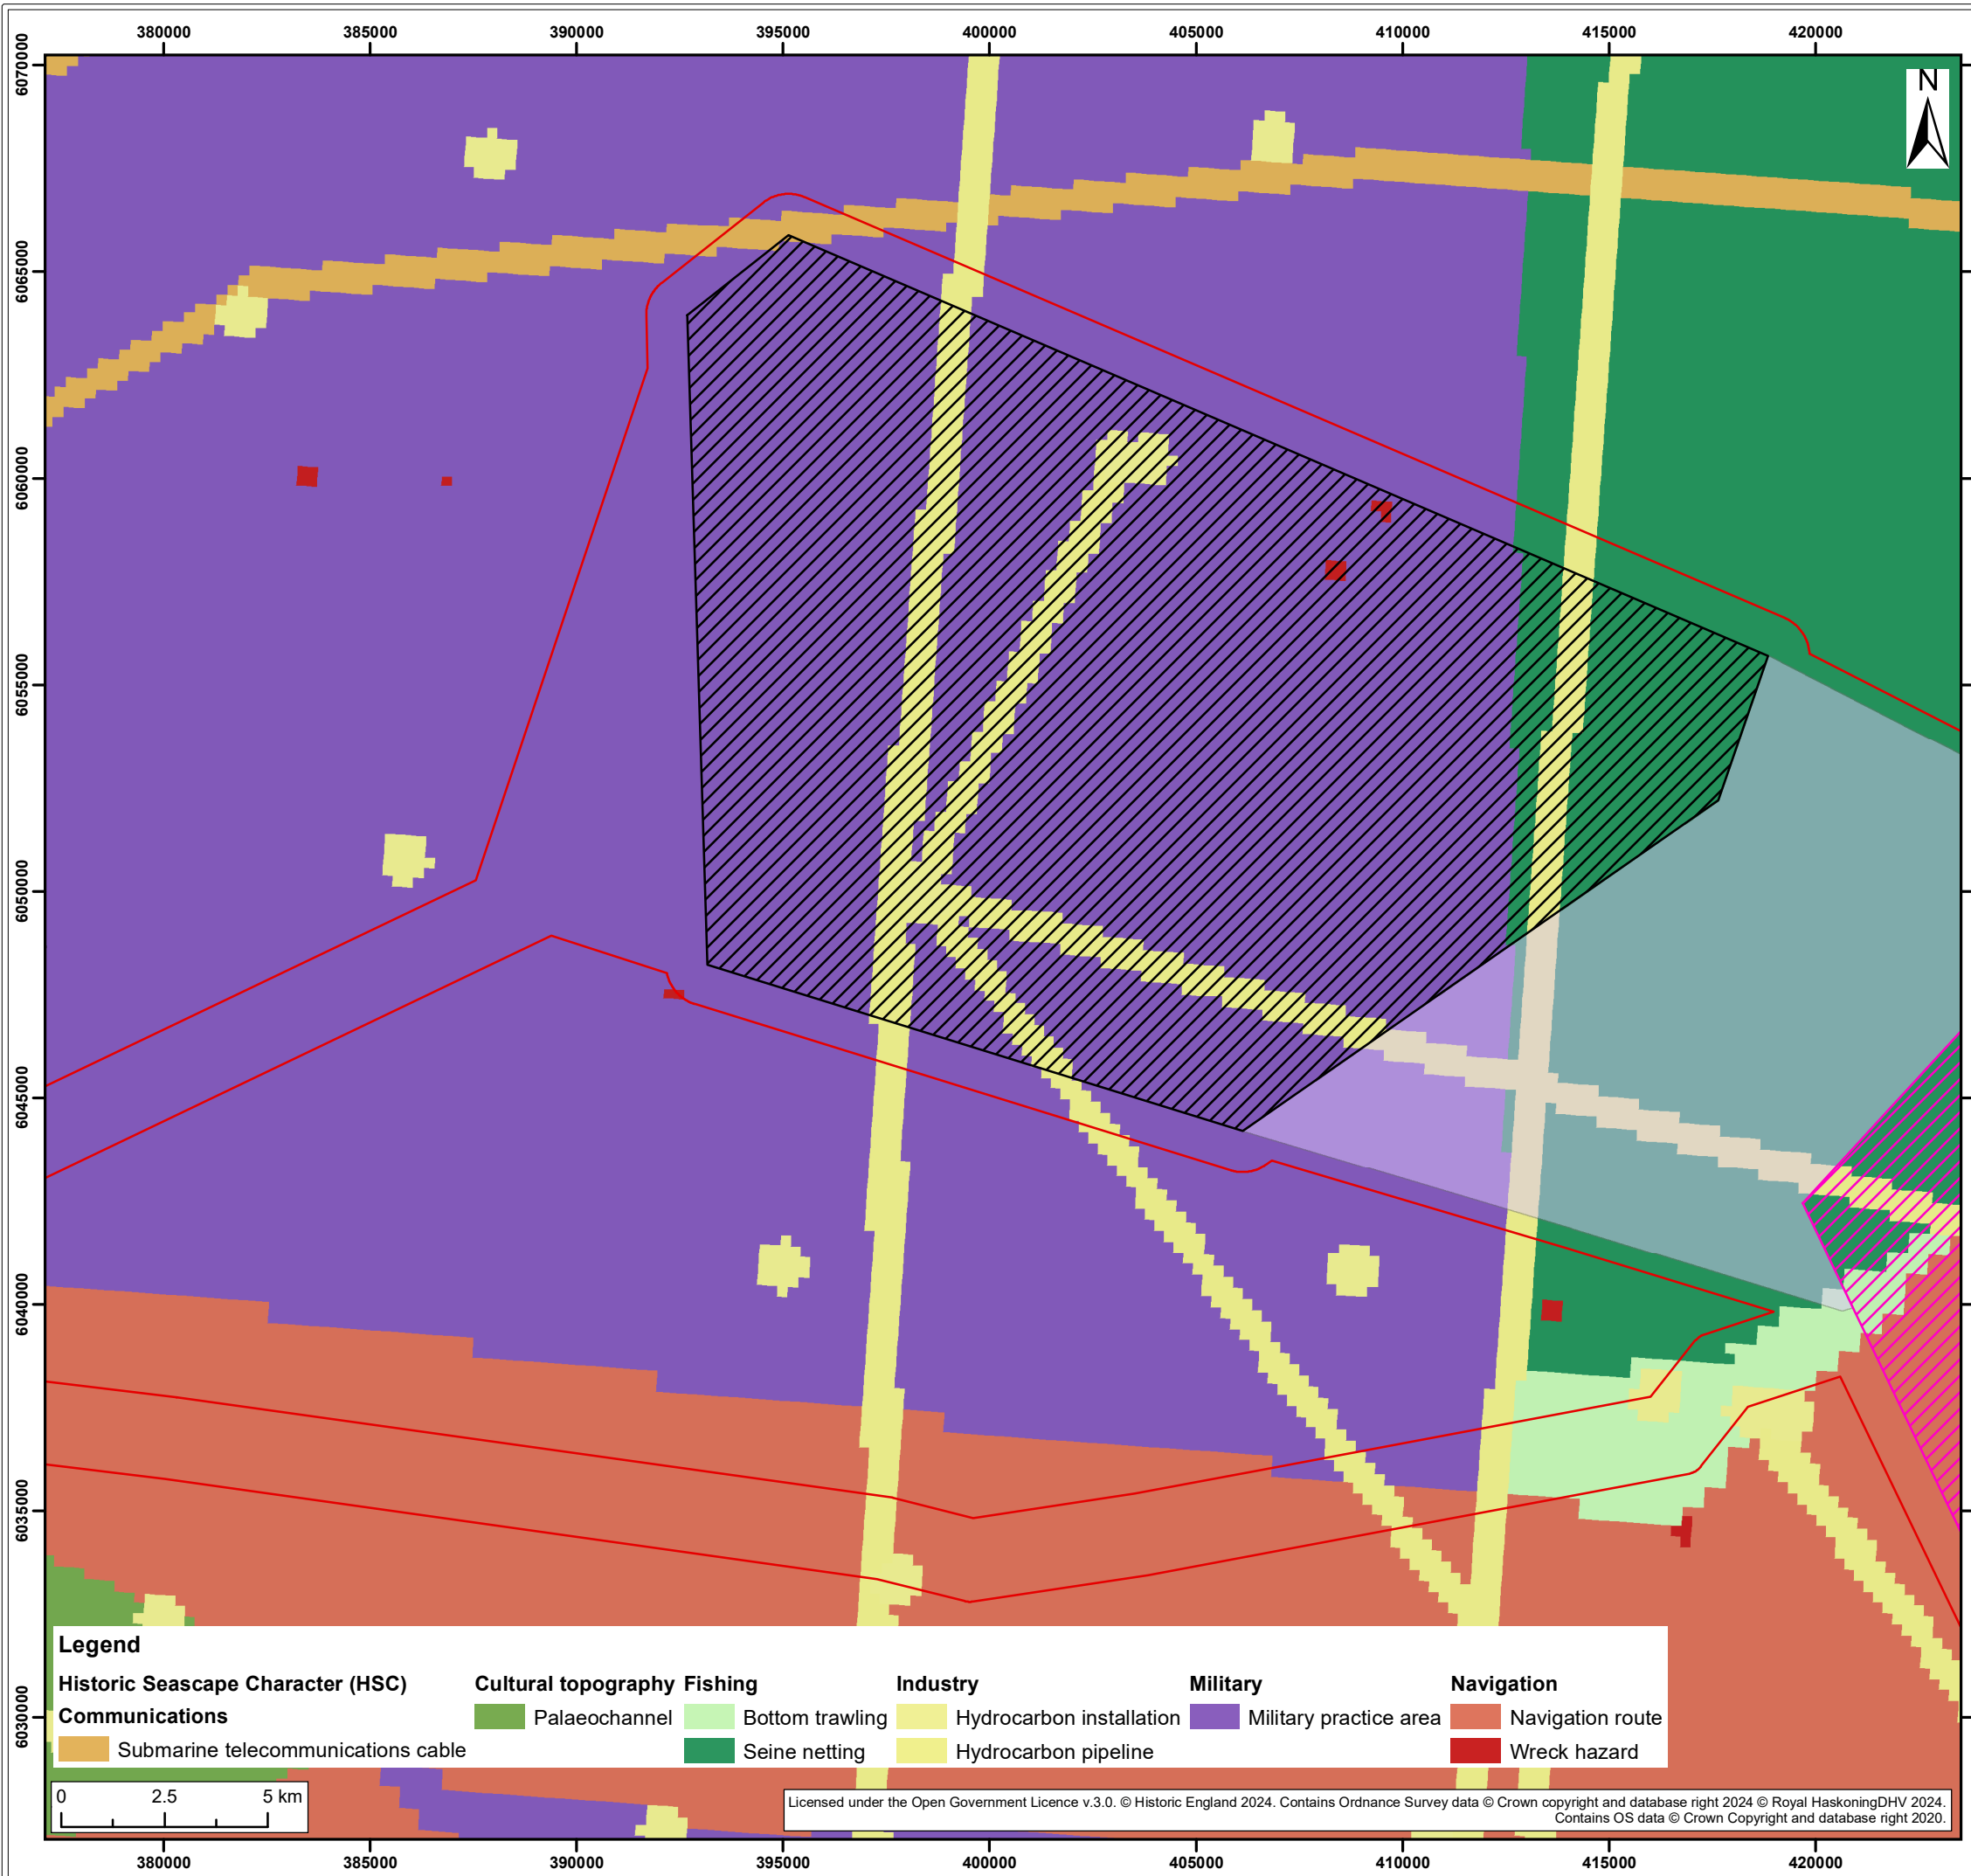 380000 385000 390000 395000 400000 405000 410000 415000 420000
6070000
6065000
6060000
6055000
6050000
6045000
6040000
6035000
6030000
N
Legend
Historic Seascape Character (HSC)
Communications
Submarine telecommunications cable
Cultural topography
Palaeochannel
Fishing
Bottom trawling
Seine netting
Industry
Hydrocarbon installation
Hydrocarbon pipeline
Military
Military practice area
Navigation
Navigation route
Wreck hazard
0 2.5 5 km
Licensed under the Open Government Licence v.3.0. © Historic England 2024. Contains Ordnance Survey data © Crown copyright and database right 2024 © Royal HaskoningDHV 2024.
Contains OS data © Crown Copyright and database right 2020.
380000 385000 390000 395000 400000 405000 410000 415000 420000